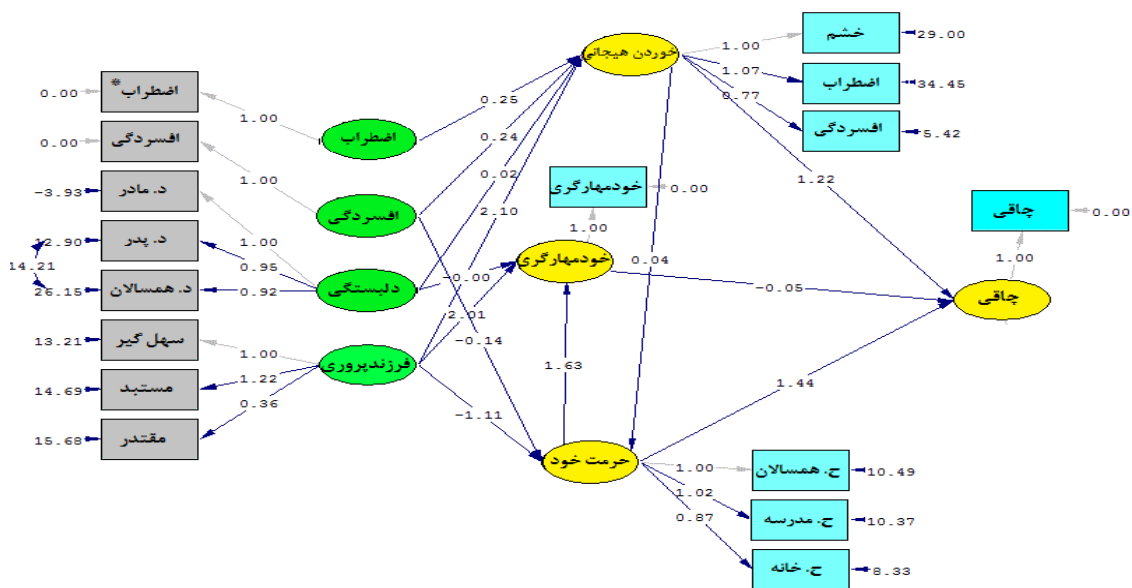 خوردن هیجانی
خشم
1.00
29.00
1.07
اضطراب
34.45
0.77
افسردگی
5.42
اضطراب*
0.00
1.00
اضطراب
0.25
افسردگی
0.00
1.00
افسردگی
0.24
0.02
2.10
خودمهارگری
0.00
1.00
خودمهارگری
1.22
چاقی
0.00
1.00
چاقی
د. مادر
-3.93
1.00
د. پدر
12.90
0.95
14.21
د. همسالان
26.15
0.92
دلبستگی
-0.00
2.01
-0.14
0.04
-0.05
سهل گیر
13.21
1.00
فرزندپروری
مستبد
14.69
1.22
مقتدر
15.68
0.36
-1.11
1.63
1.44
حرمت خود
1.00
ح. همسالان
10.49
1.02
ح. مدرسه
10.37
0.87
ح. خانه
8.33